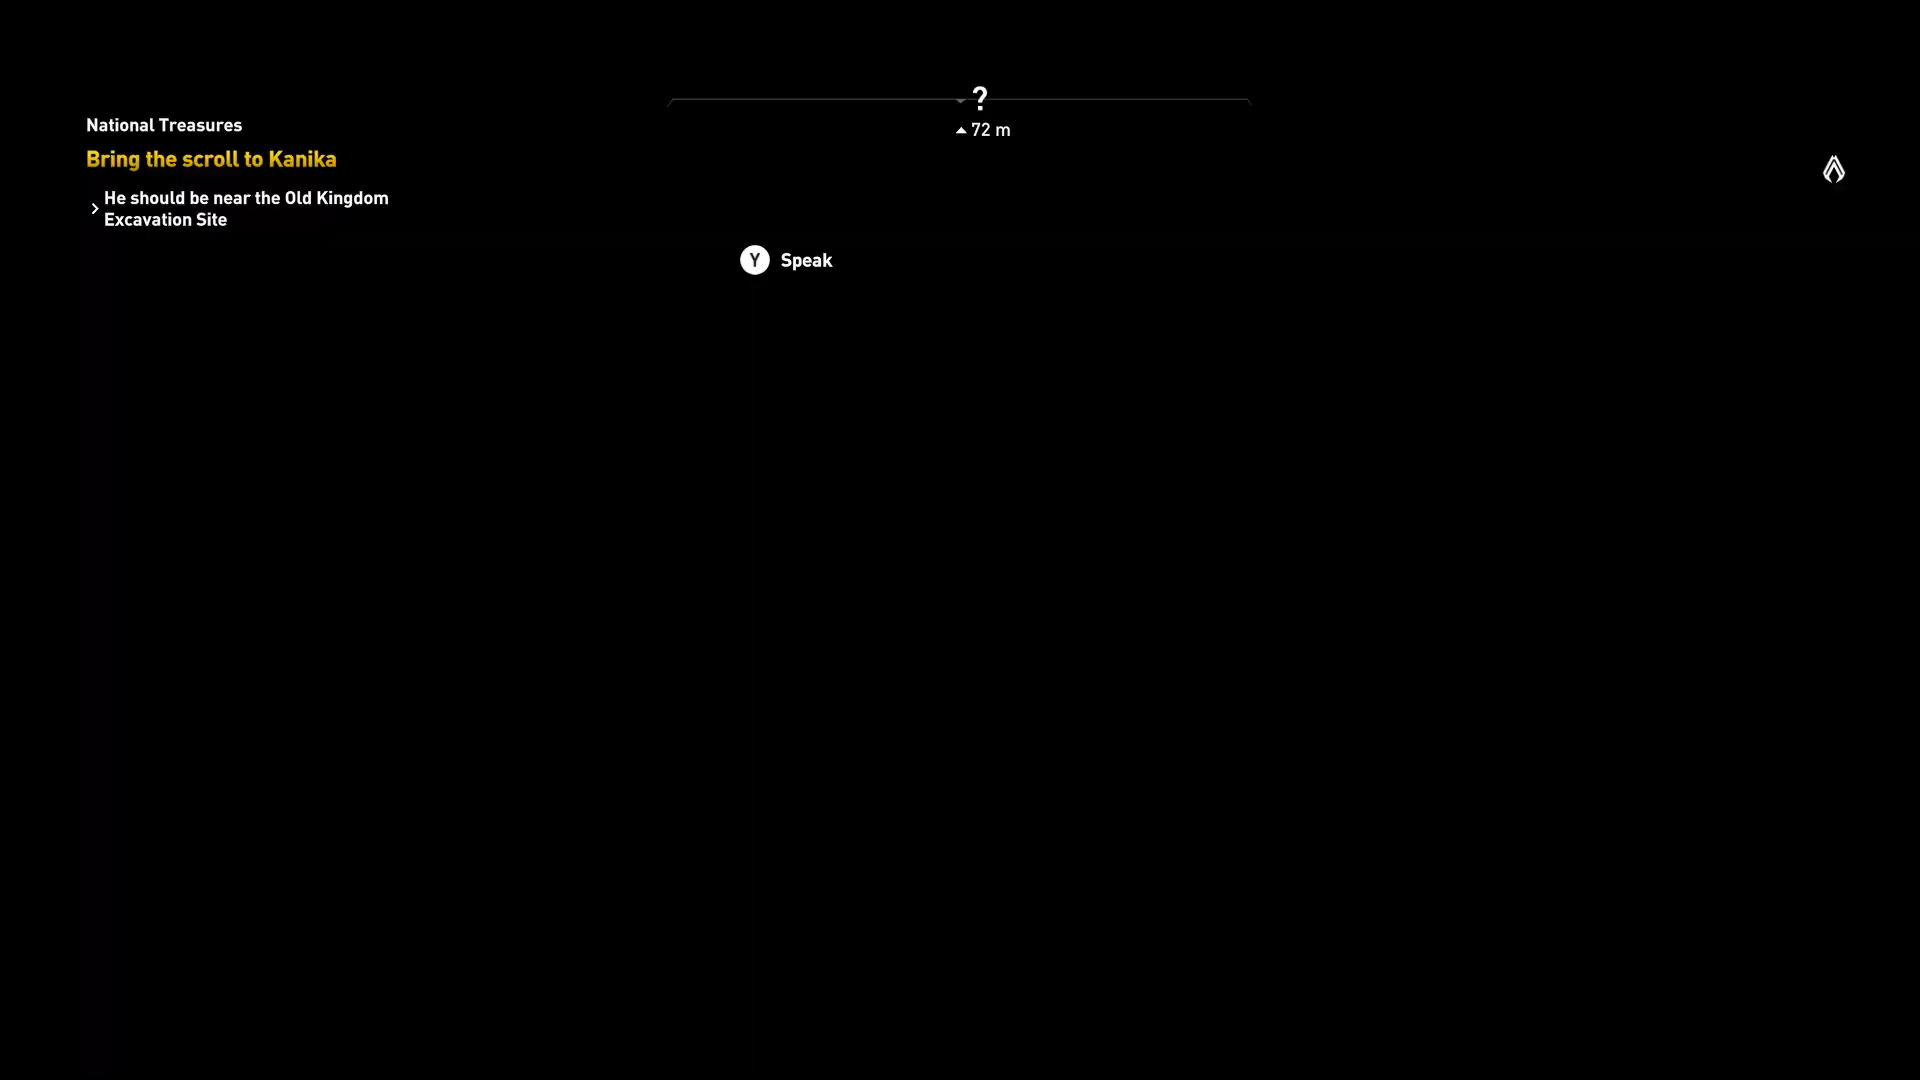 National Treasures
Bring the scroll to Kanika
He should be near the Old Kingdom
Excavation Site
?
72 m
Y Speak